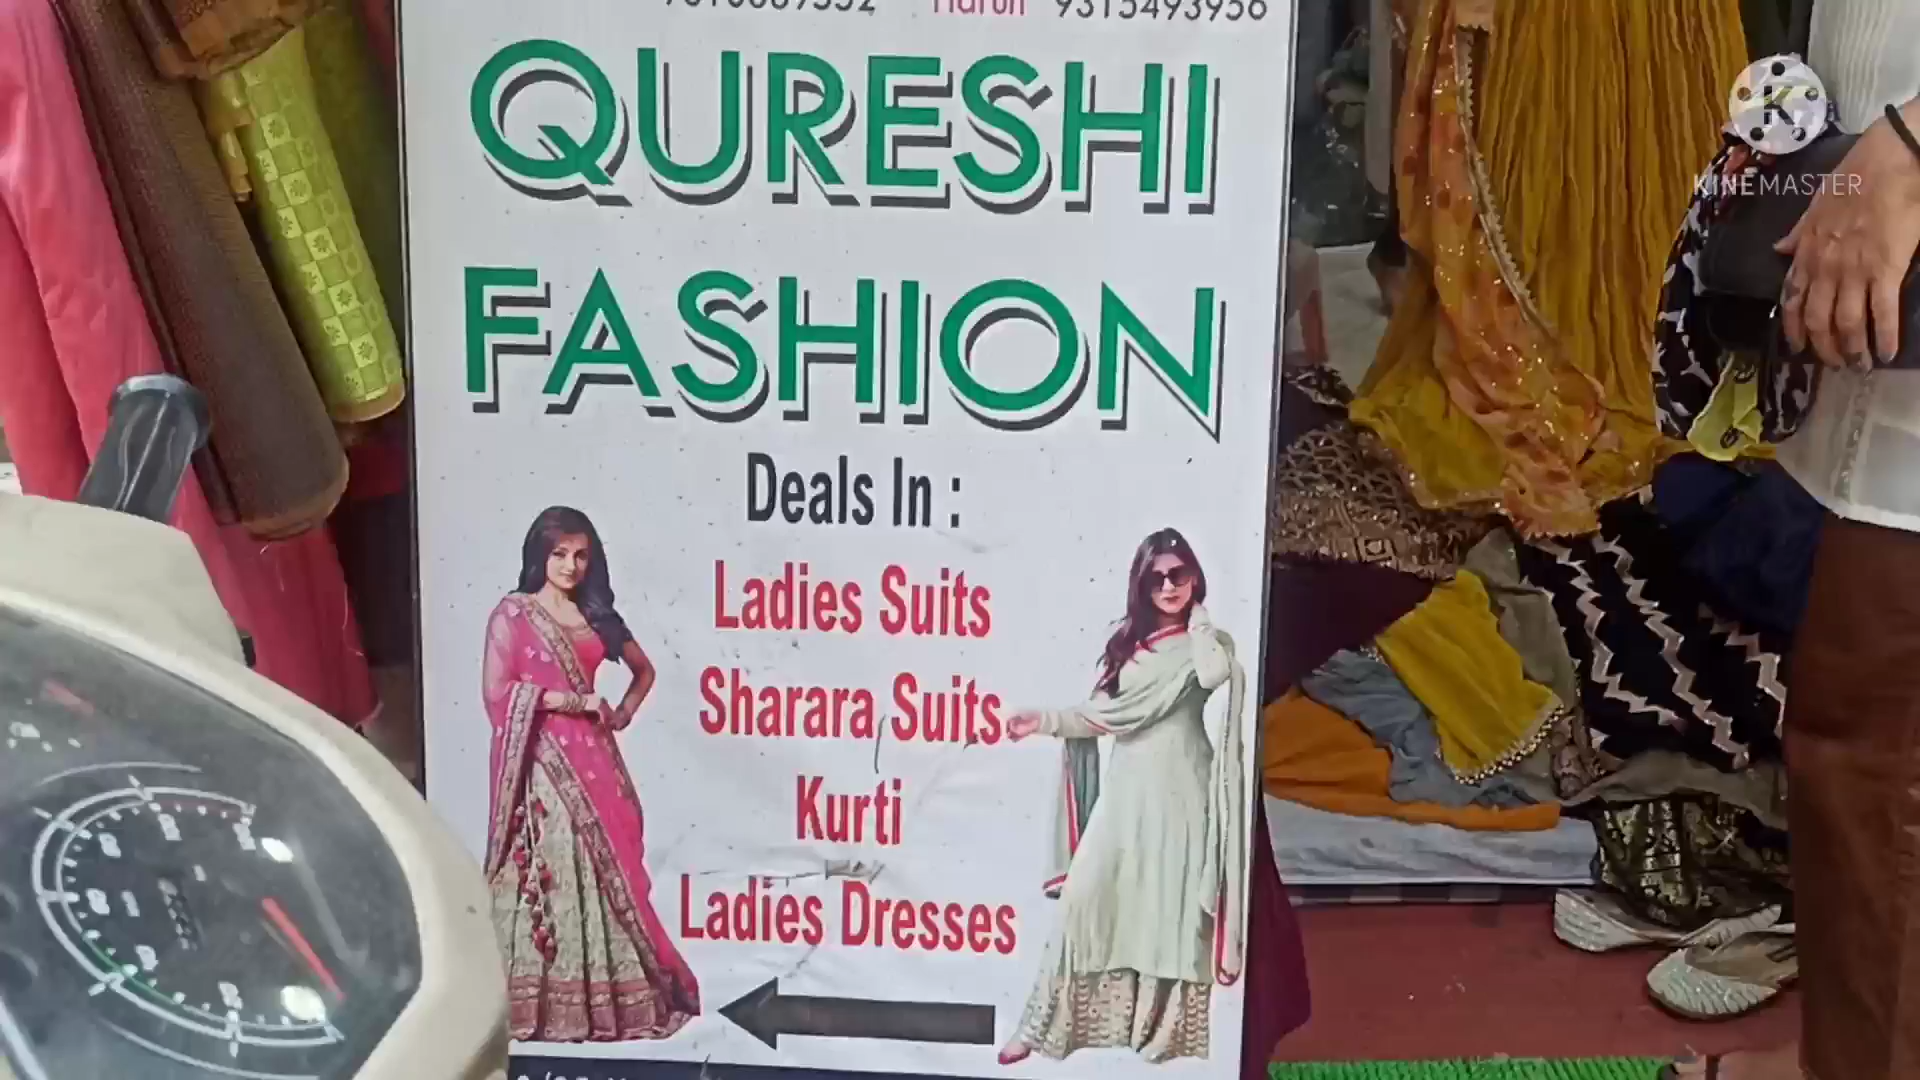 Harun 9315493956
QURESHI
FASHION
Deals In :
Ladies Suits
Sharara Suits
Kurti
Ladies Dresses
K
KINEMASTER